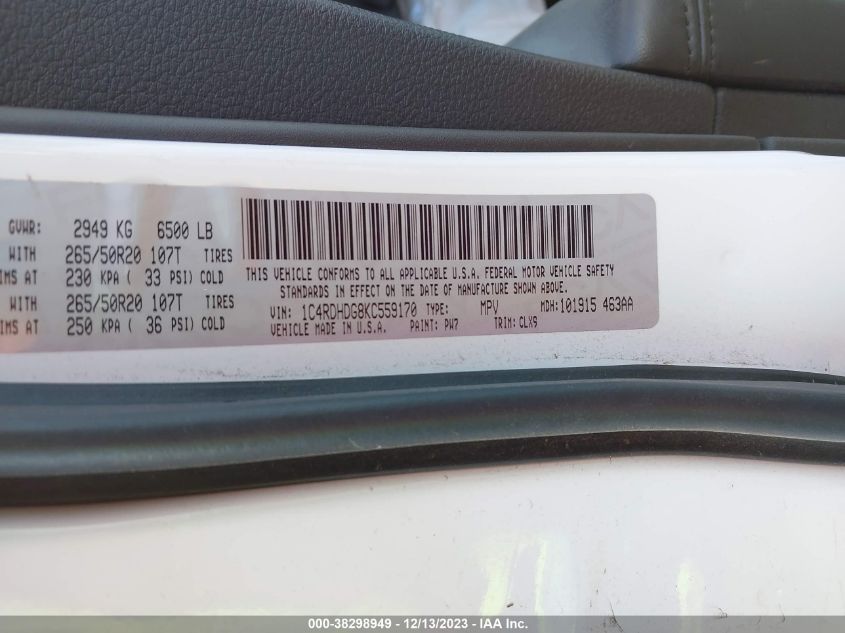 GVWR: 2949 KG 6500 LB
WITH 265/50R20 107T TIRES
IMS AT 230 KPA ( 33 PSI) COLD
WITH 265/50R20 107T TIRES
IMS AT 250 KPA ( 36 PSI) COLD
THIS VEHICLE CONFORMS TO ALL APPLICABLE U.S.A. FEDERAL MOTOR VEHICLE SAFETY
STANDARDS IN EFFECT ON THE DATE OF MANUFACTURE SHOWN ABOVE.
VIN: 1C4RDHDG8KC559170 TYPE: MPV MDH: 101915 463AA
VEHICLE MADE IN U.S.A. PAINT: PW7 TRIM: CLX9
000-38298949 - 12/13/2023 - IAA Inc.